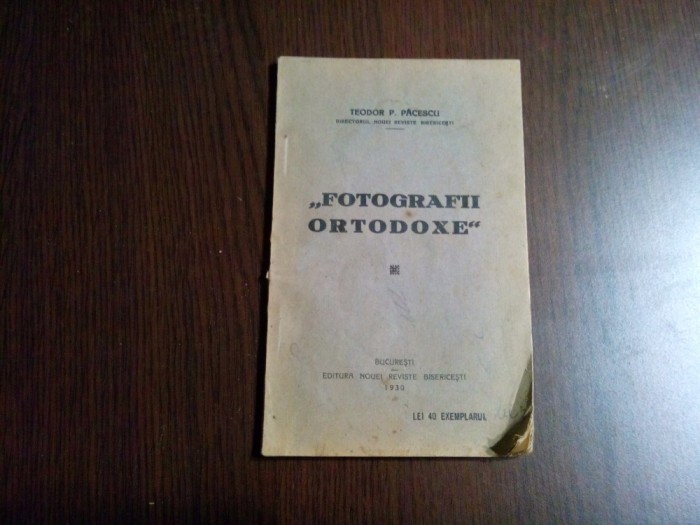 TEODOR P. PĂCESCU
DIRECTORUL NOUEI REVISTE BISERICEȘTI
„FOTOGRAFII
ORTODOXE“
BUCUREȘTI
EDITURA NOUEI REVISTE BISERICEȘTI
1930
LEI 40 EXEMPLARUL